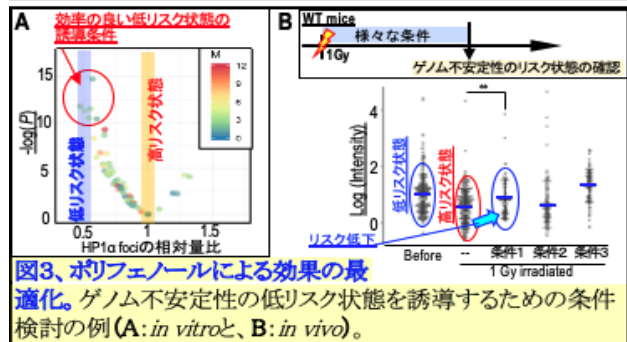 A
効率の良い低リスク状態の
誘導条件
-log(P)
15
10
5
0
低リスク状態
高リスク状態
M
12
9
6
3
0
0.5
1
1.5
HP1α fociの相対量比
B
WT mice
様々な条件
1Gy
ゲノム不安定性のリスク状態の確認
**
Log (Intensity)
4
2
0
低リスク状態
高リスク状態
リスク低下
Before
--
条件1
条件2
条件3
1 Gy irradiated
図3、ポリフェノールによる効果の最
適化。ゲノム不安定性の低リスク状態を誘導するための条件
検討の例(A:in vitroと、B:in vivo)。